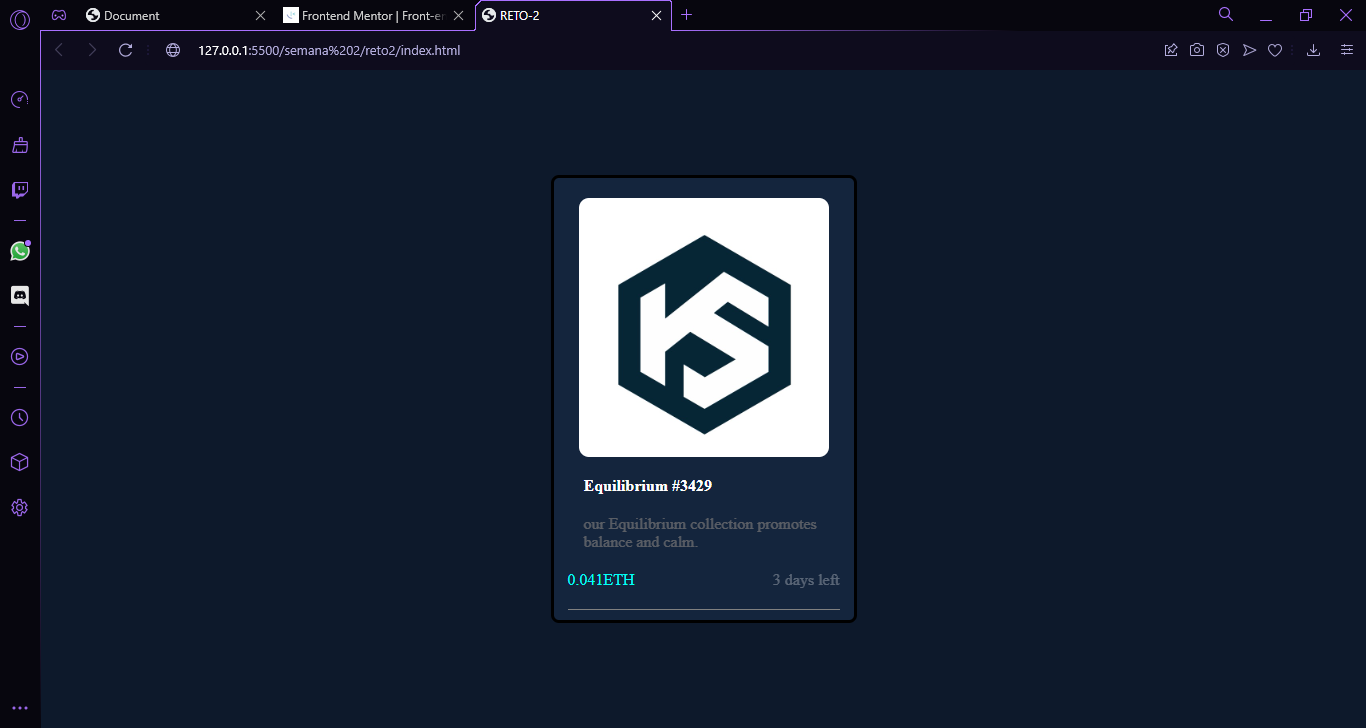 Document
Frontend Mentor | Front-er
RETO-2
127.0.0.1:5500/semana%202/reto2/index.html
Equilibrium #3429
our Equilibrium collection promotes
balance and calm.
0.041ETH
3 days left